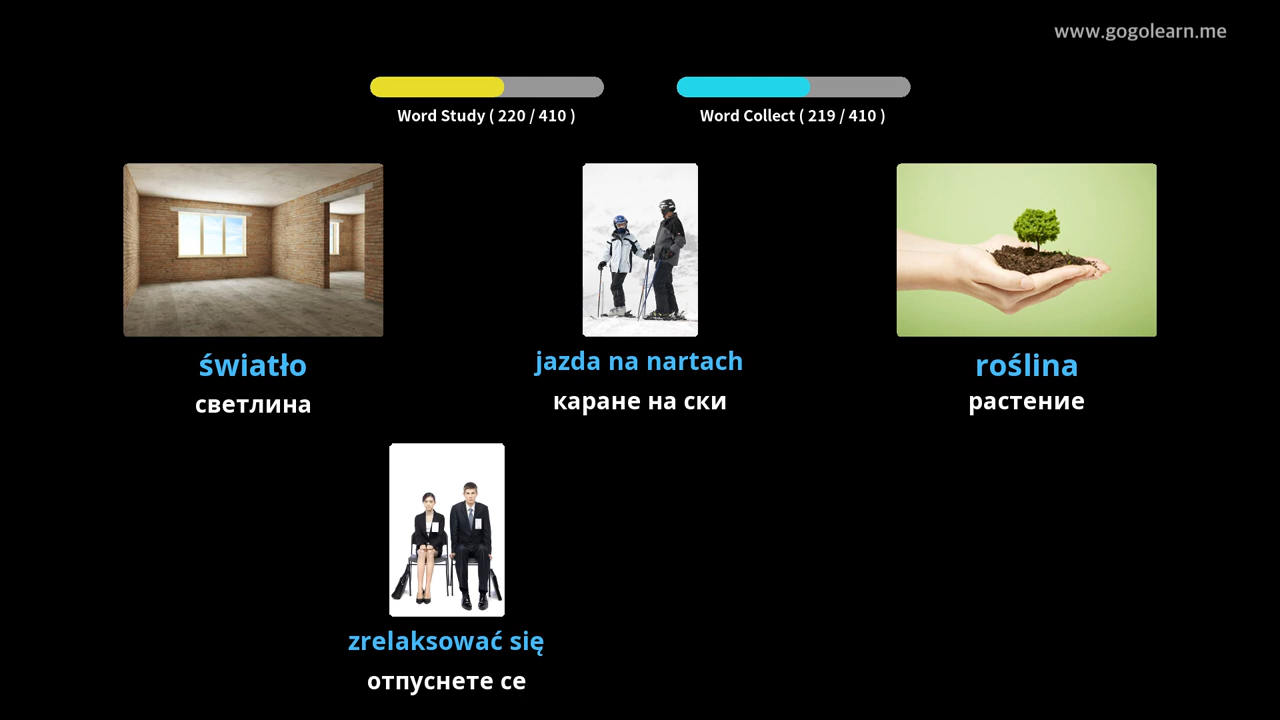 www.gogolearn.me
Word Study ( 220 / 410 )
Word Collect ( 219 / 410 )
światło
светлина
jazda na nartach
каране на ски
roślina
растение
zrelaksować się
отпуснете се